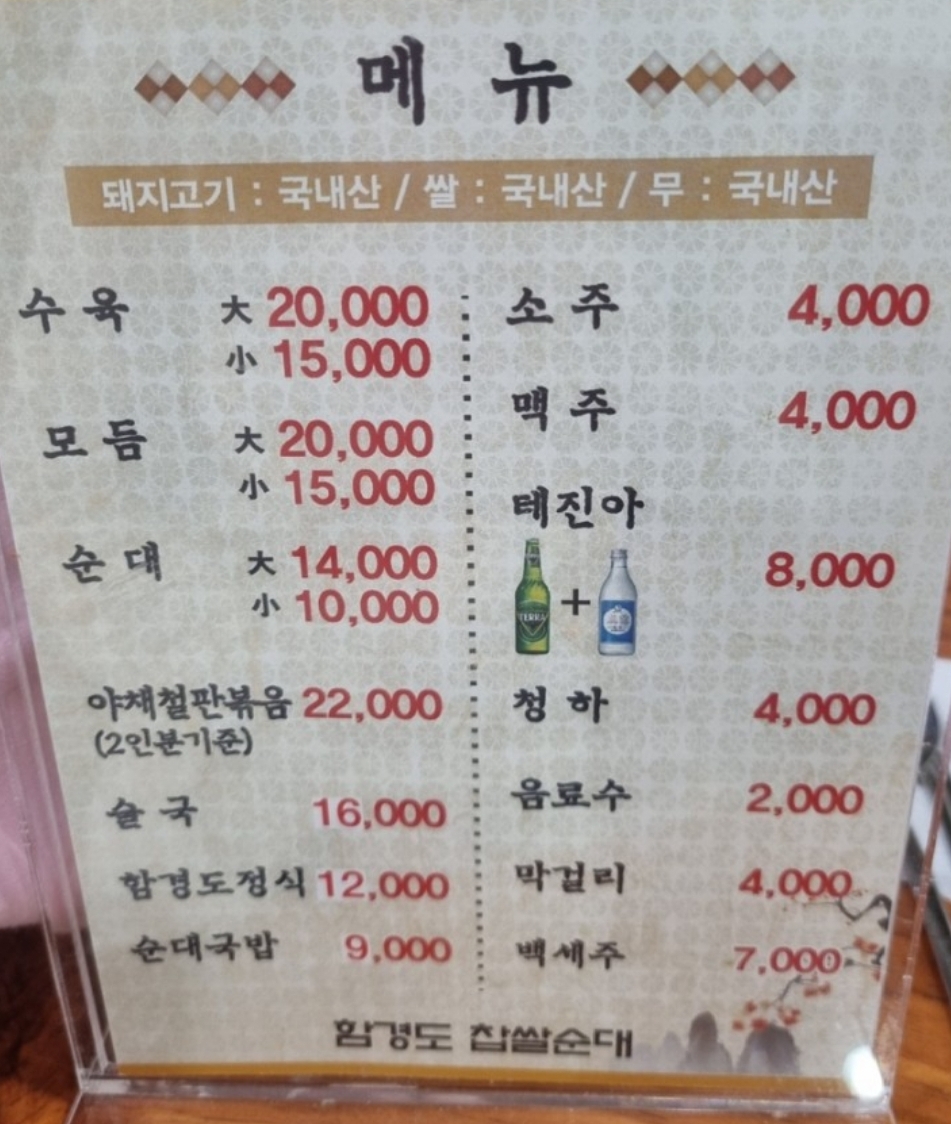 메뉴
돼지고기 : 국내산 / 쌀 : 국내산 / 무 : 국내산
수육 大 20,000
小 15,000
모듬 大 20,000
小 15,000
순대 大 14,000
小 10,000
야채철판볶음 22,000
(2인분기준)
술국 16,000
함경도정식 12,000
순대국밥 9,000
소주 4,000
맥주 4,000
테진아
TERRA + 8,000
청하 4,000
음료수 2,000
막걸리 4,000
백세주 7,000
함경도 찹쌀순대